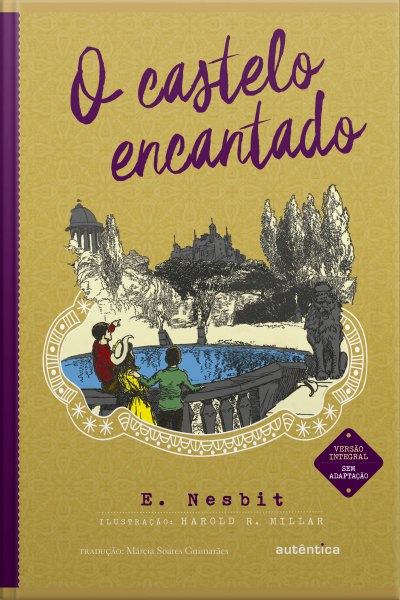 O castelo
encantado
VERSÃO
INTEGRAL
SEM
ADAPTAÇÃO
E. Nesbit
ILUSTRAÇÃO: HAROLD R. MILLAR
TRADUÇÃO: Márcia Soares Guimarães
autêntica